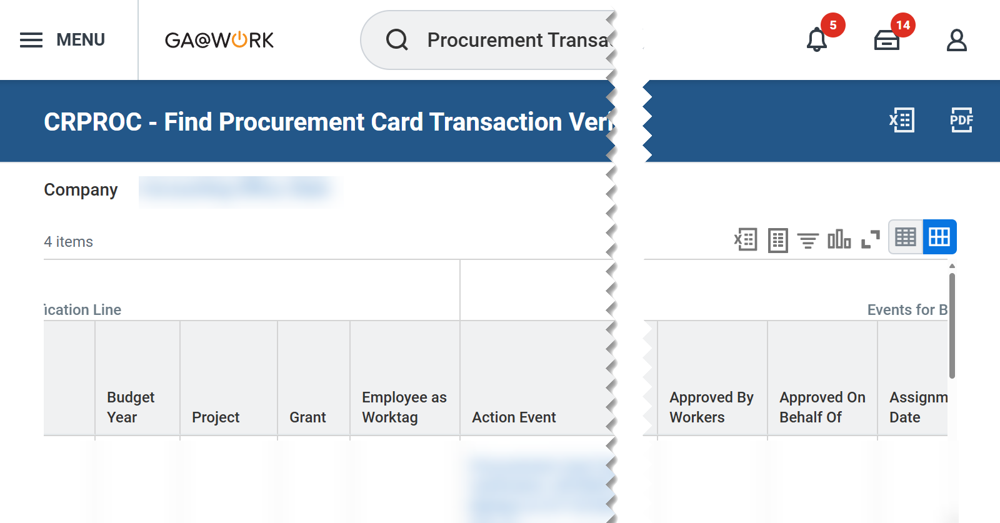 MENU
GA@WORK
Procurement Transa
5
14
CRPROC - Find Procurement Card Transaction Veri
X
PDF
Company
4 items
X
ication Line
Events for B
Budget
Year
Project
Grant
Employee as
Worktag
Action Event
Approved By
Workers
Approved On
Behalf Of
Assignm
Date